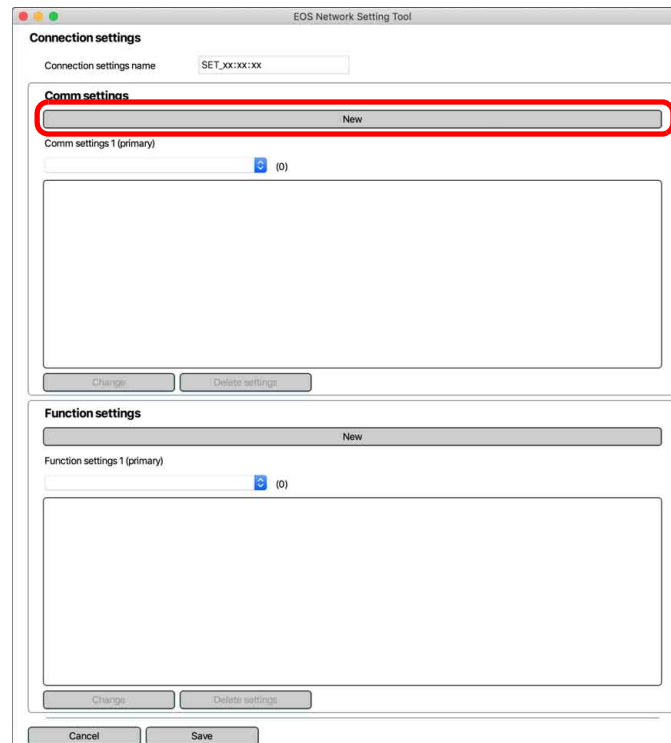 EOS Network Setting Tool
Connection settings
Connection settings name SET_xx:xx:xx
Comm settings
New
Comm settings 1 (primary)
(0)
Change Delete settings
Function settings
New
Function settings 1 (primary)
(0)
Change Delete settings
Cancel Save